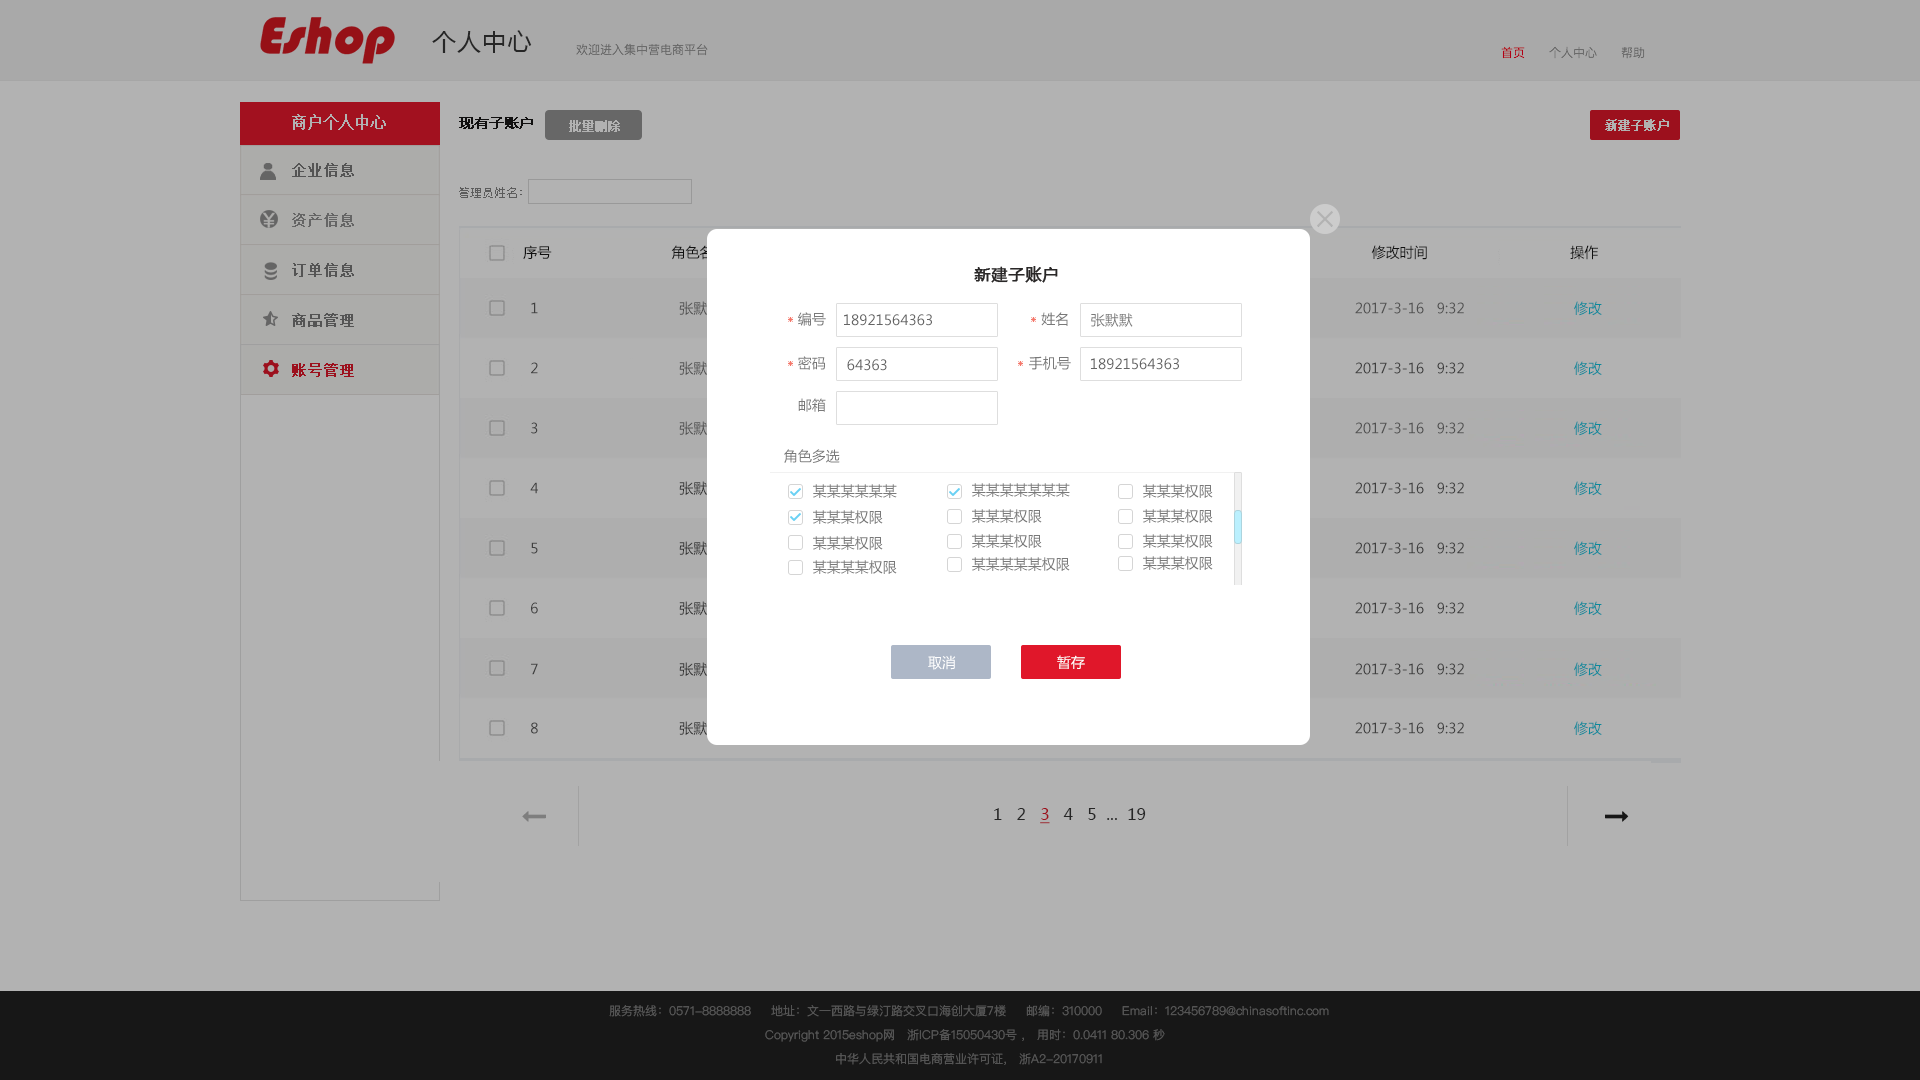 Eshop 个人中心 欢迎进入集中营电商平台 首页 个人中心 帮助
商户个人中心
企业信息
资产信息
订单信息
商品管理
账号管理
现有子账户 批量删除 新建子账户
管理员姓名：
序号 角色名 修改时间 操作
1 张默 2017-3-16 9:32 修改
2 张默 2017-3-16 9:32 修改
3 张默 2017-3-16 9:32 修改
4 张默 2017-3-16 9:32 修改
5 张默 2017-3-16 9:32 修改
6 张默 2017-3-16 9:32 修改
7 张默 2017-3-16 9:32 修改
8 张默 2017-3-16 9:32 修改
新建子账户
* 编号 18921564363 * 姓名 张默默
* 密码 64363 * 手机号 18921564363
邮箱
角色多选
某某某某某某 某某某某某某某 某某某权限
某某某权限 某某某权限 某某某权限
某某某权限 某某某权限 某某某权限
某某某某权限 某某某某某权限 某某某权限
取消 暂存
1 2 3 4 5 ... 19
服务热线：0571-8888888 地址：文一西路与绿汀路交叉口海创大厦7楼 邮编：310000 Email：123456789@chinasoftinc.com
Copyright 2015eshop网 浙ICP备15050430号， 用时：0.0411 80.306 秒
中华人民共和国电商营业许可证， 浙A2-20170911